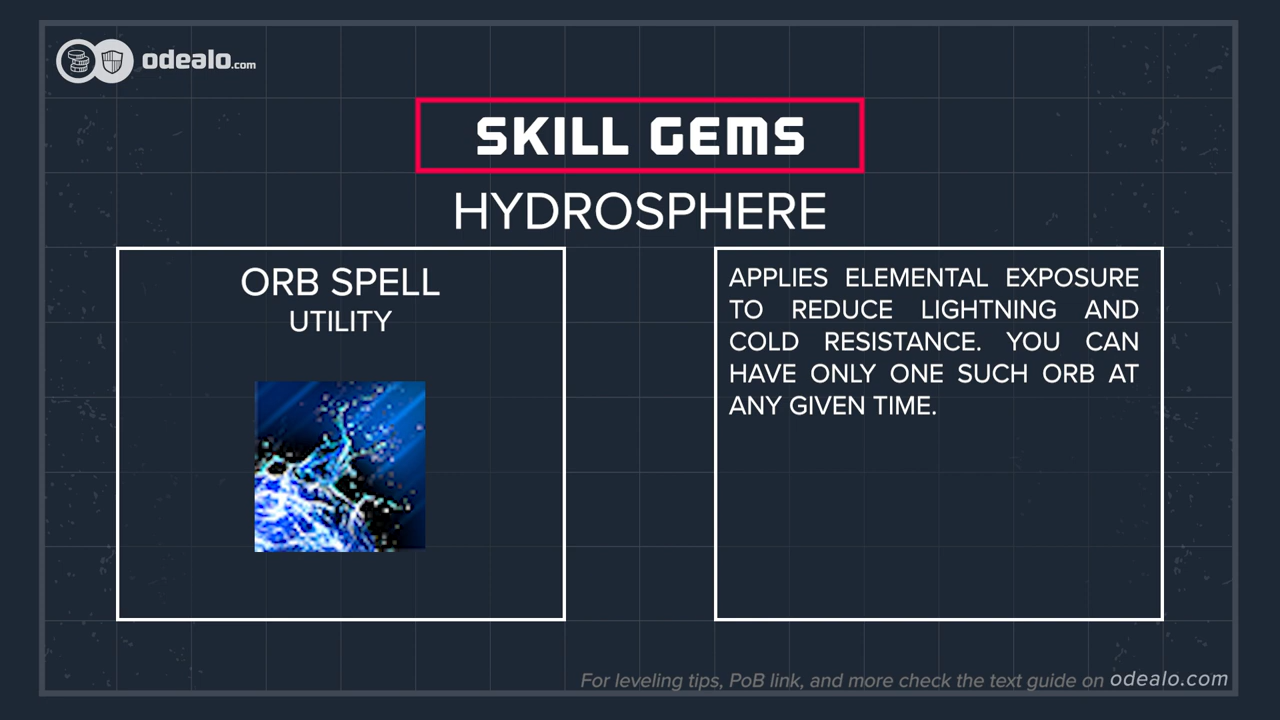 odealo.com
SKILL GEMS
HYDROSPHERE
ORB SPELL
UTILITY
APPLIES ELEMENTAL EXPOSURE
TO REDUCE LIGHTNING AND
COLD RESISTANCE. YOU CAN
HAVE ONLY ONE SUCH ORB AT
ANY GIVEN TIME.
For leveling tips, PoB link, and more check the text guide on odealo.com